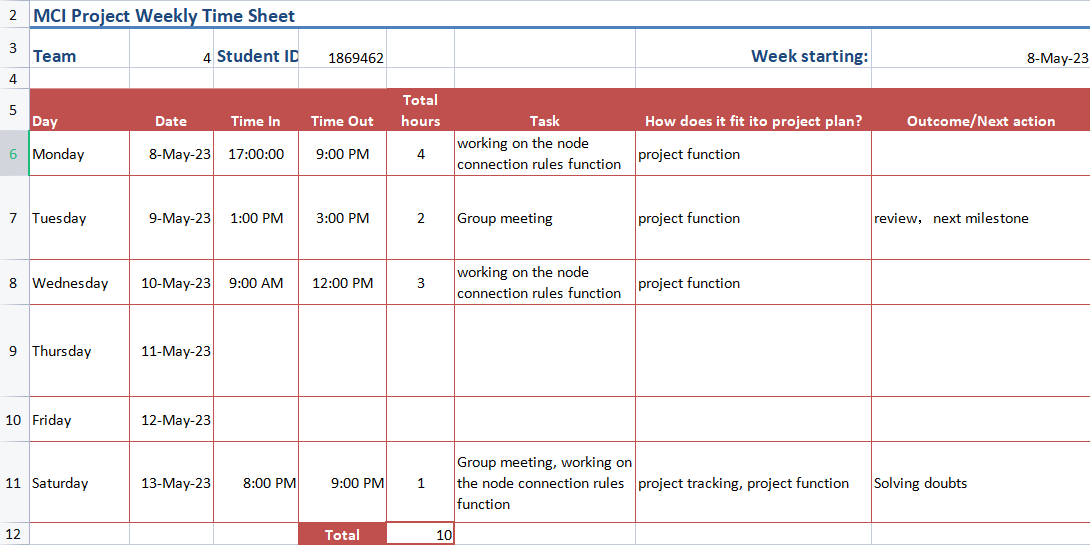 2 MCI Project Weekly Time Sheet
3 Team 4 Student ID 1869462 Week starting: 8-May-23
4
5 Day Date Time In Time Out Total hours Task How does it fit ito project plan? Outcome/Next action
6 Monday 8-May-23 17:00:00 9:00 PM 4 working on the node connection rules function project function
7 Tuesday 9-May-23 1:00 PM 3:00 PM 2 Group meeting project function review，next milestone
8 Wednesday 10-May-23 9:00 AM 12:00 PM 3 working on the node connection rules function project function
9 Thursday 11-May-23
10 Friday 12-May-23
11 Saturday 13-May-23 8:00 PM 9:00 PM 1 Group meeting, working on the node connection rules function project tracking, project function Solving doubts
12 Total 10